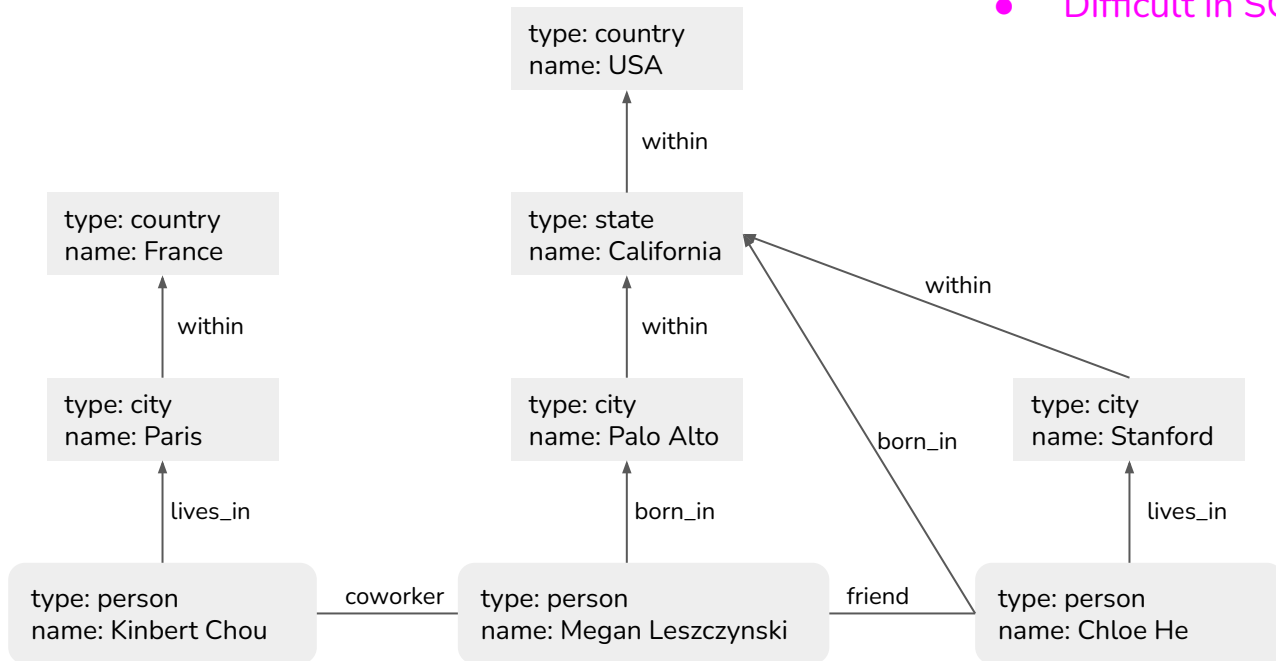 ● Difficult in
type: country
name: USA
within
type: country
name: France
type: state
name: California
within
within
within
type: city
name: Paris
type: city
name: Palo Alto
type: city
name: Stanford
born_in
lives_in
born_in
lives_in
type: person
name: Kinbert Chou
coworker
type: person
name: Megan Leszczynski
friend
type: person
name: Chloe He